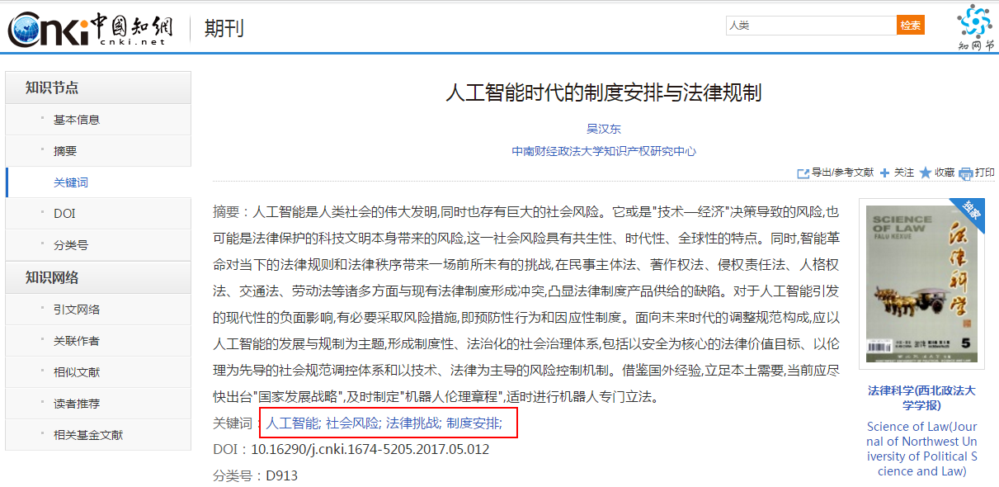 Cnki 中國知網
cnki.net
期刊
人类
检索
知网节
知识节点
基本信息
摘要
关键词
DOI
分类号
知识网络
引文网络
关联作者
相似文献
读者推荐
相关基金文献
人工智能时代的制度安排与法律规制
吴汉东
中南财经政法大学知识产权研究中心
导出/参考文献 关注 收藏 打印
摘要：人工智能是人类社会的伟大发明,同时也存有巨大的社会风险。它或是"技术—经济"决策导致的风险,也
可能是法律保护的科技文明本身带来的风险,这一社会风险具有共生性、时代性、全球性的特点。同时,智能革
命对当下的法律规则和法律秩序带来一场前所未有的挑战,在民事主体法、著作权法、侵权责任法、人格权
法、交通法、劳动法等诸多方面与现有法律制度形成冲突,凸显法律制度产品供给的缺陷。对于人工智能引发
的现代性的负面影响,有必要采取风险措施,即预防性行为和因应性制度。面向未来时代的调整规范构成,应以
人工智能的发展与规制为主题,形成制度性、法治化的社会治理体系,包括以安全为核心的法律价值目标、以伦
理为先导的社会规范调控体系和以技术、法律为主导的风险控制机制。借鉴国外经验,立足本土需要,当前应尽
快出台"国家发展战略",及时制定"机器人伦理章程",适时进行机器人专门立法。
关键词：人工智能; 社会风险; 法律挑战; 制度安排;
DOI：10.16290/j.cnki.1674-5205.2017.05.012
分类号：D913
独家
SCIENCE
OF LAW
FALU KEXUE
法律科学
5
法律科学(西北政法大
学学报)
Science of Law(Jour
nal of Northwest Un
iversity of Political S
cience and Law)